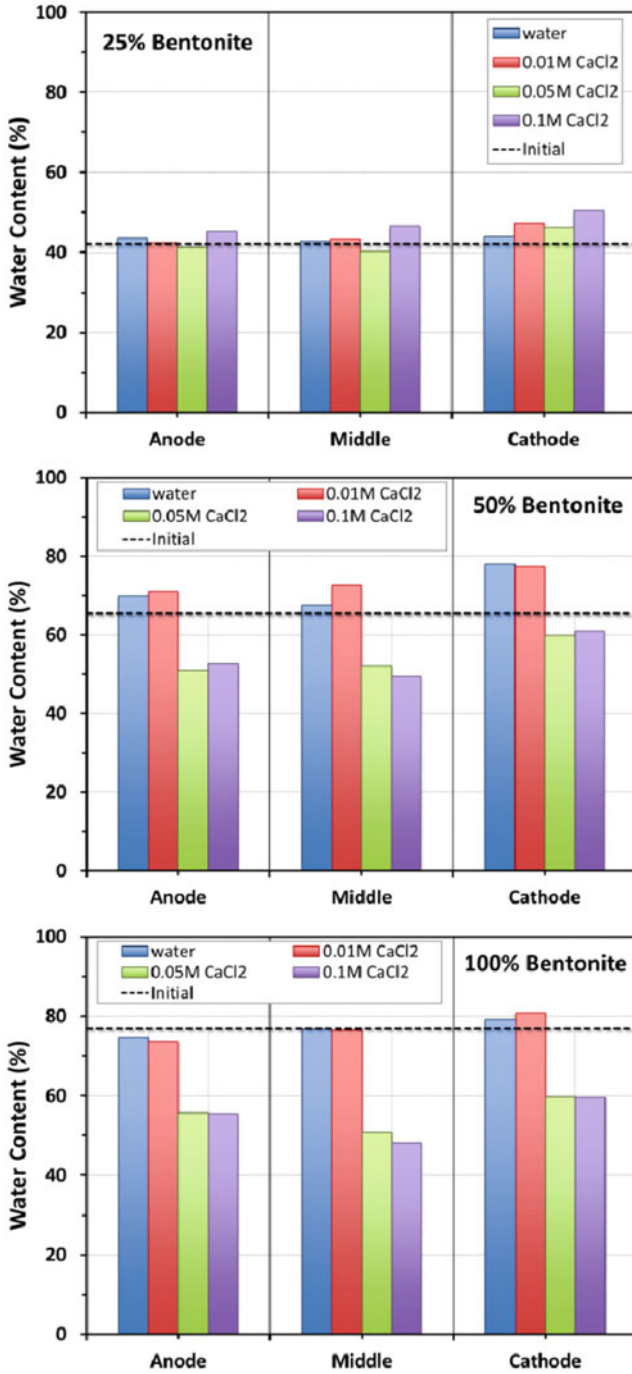 100
25% Bentonite
water
0.01M CaCl2
0.05M CaCl2
0.1M CaCl2
Initial
80
60
40
20
0
Water Content (%)
Anode Middle Cathode
100
water 0.01M CaCl2
0.05M CaCl2 0.1M CaCl2
Initial
50% Bentonite
80
60
40
20
0
Water Content (%)
Anode Middle Cathode
100
water 0.01M CaCl2
0.05M CaCl2 0.1M CaCl2
Initial
100% Bentonite
80
60
40
20
0
Water Content (%)
Anode Middle Cathode